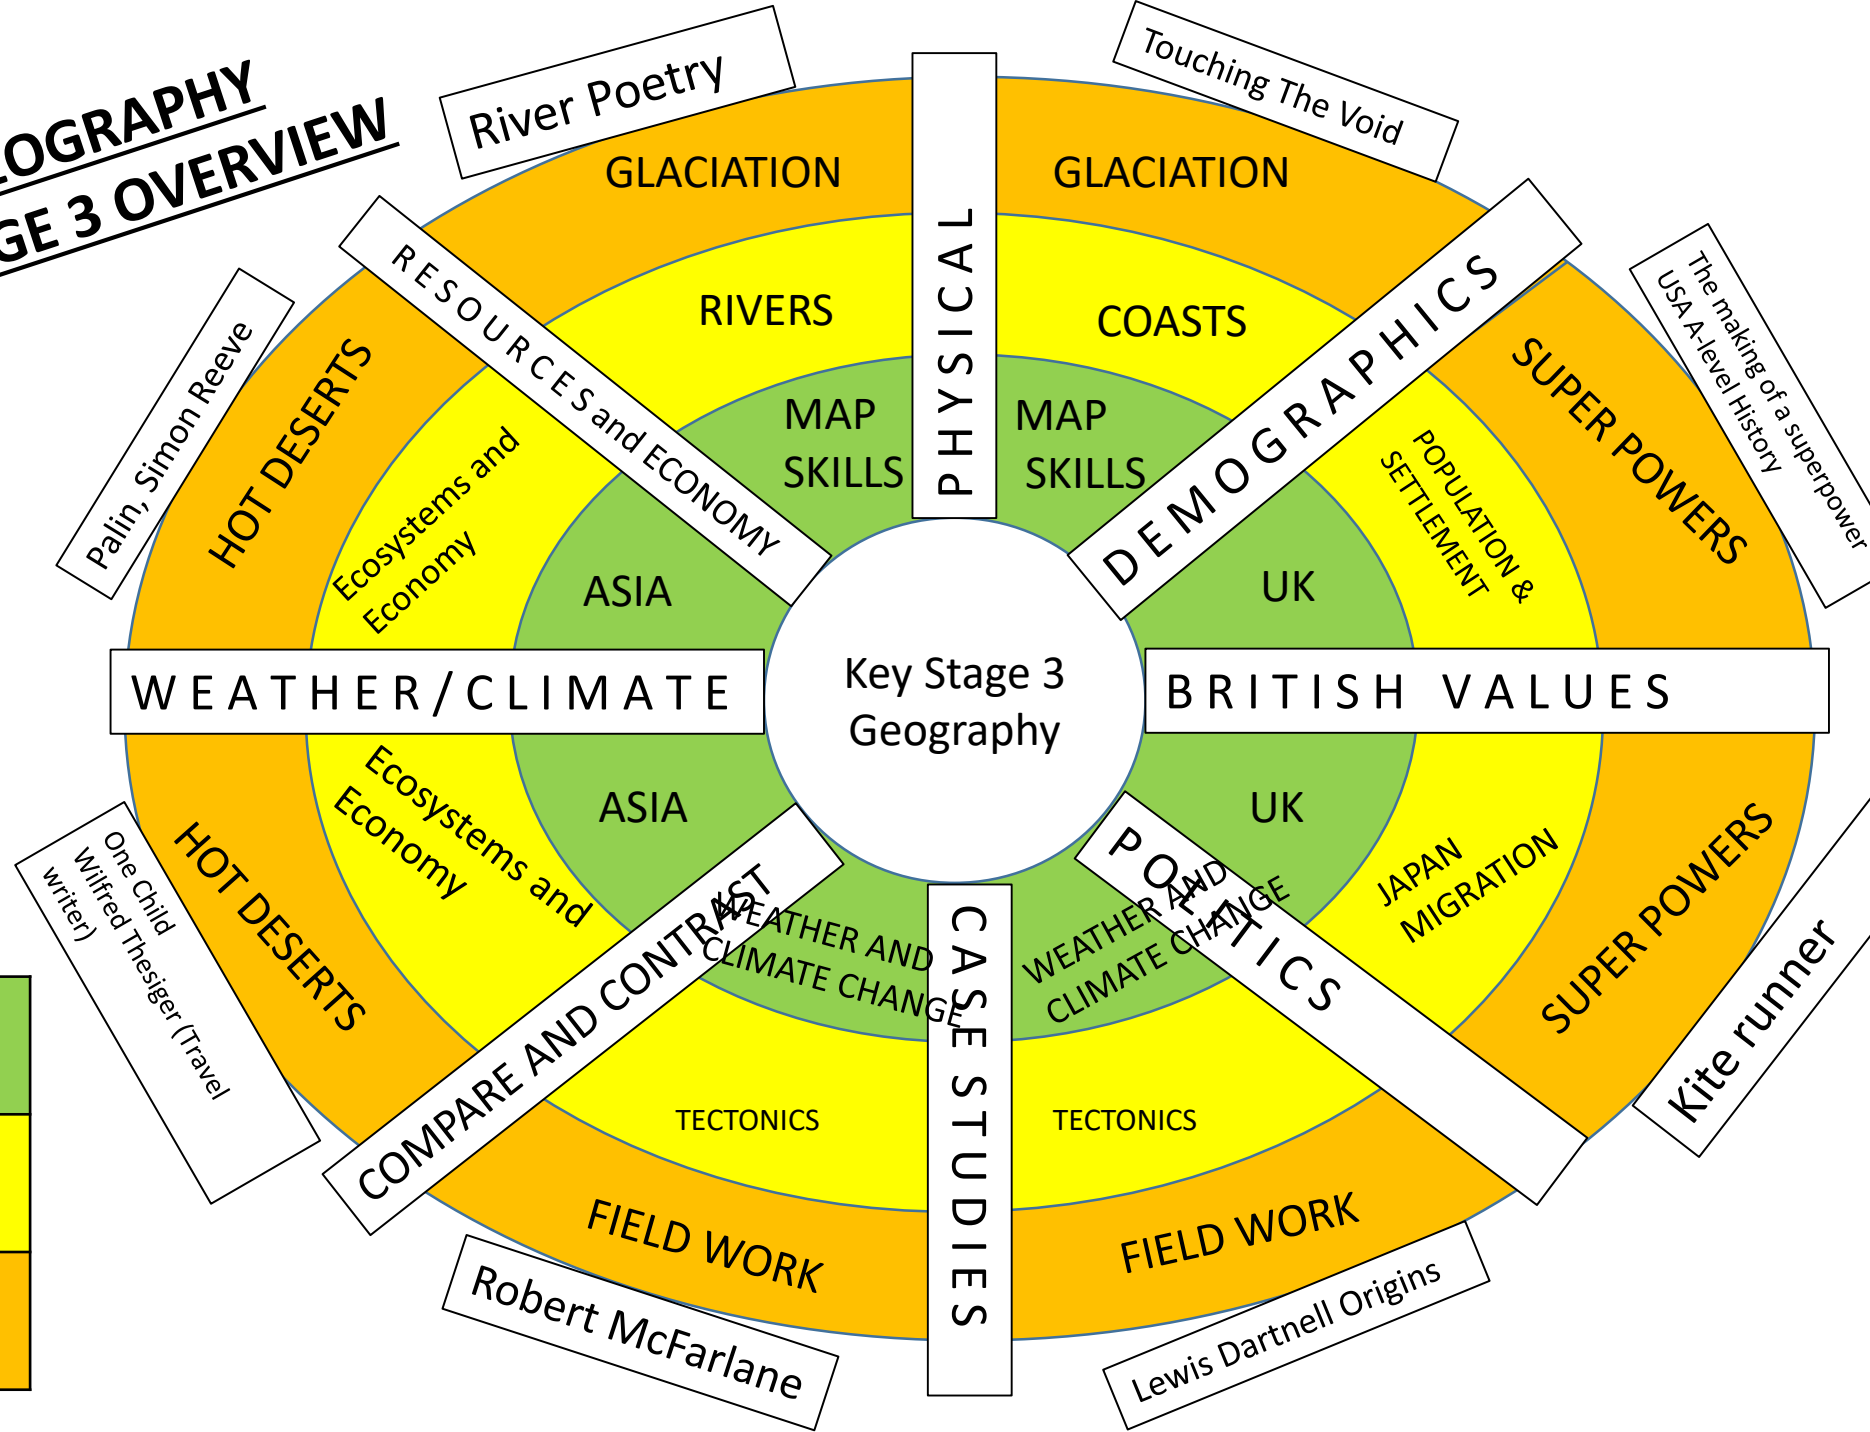 OGRAPHY
GE 3 OVERVIEW
River Poetry
Touching The Void
The making of a superpower
USA A-level History
Kite runner
Lewis Dartnell Origins
Robert McFarlane
One Child
Wilfred Thesiger (Travel
writer)
Palin, Simon Reeve
PHYSICAL
DEMOGRAPHICS
BRITISH VALUES
POLITICS
CASE STUDIES
COMPARE AND CONTRAST
WEATHER/CLIMATE
RESOURCES and ECONOMY
GLACIATION
GLACIATION
SUPER POWERS
SUPER POWERS
FIELD WORK
FIELD WORK
HOT DESERTS
HOT DESERTS
RIVERS
COASTS
POPULATION &
SETTLEMENT
JAPAN
MIGRATION
TECTONICS
TECTONICS
Ecosystems and
Economy
Ecosystems and
Economy
MAP
SKILLS
MAP
SKILLS
UK
UK
WEATHER AND
CLIMATE CHANGE
WEATHER AND
CLIMATE CHANGE
ASIA
ASIA
Key Stage 3
Geography